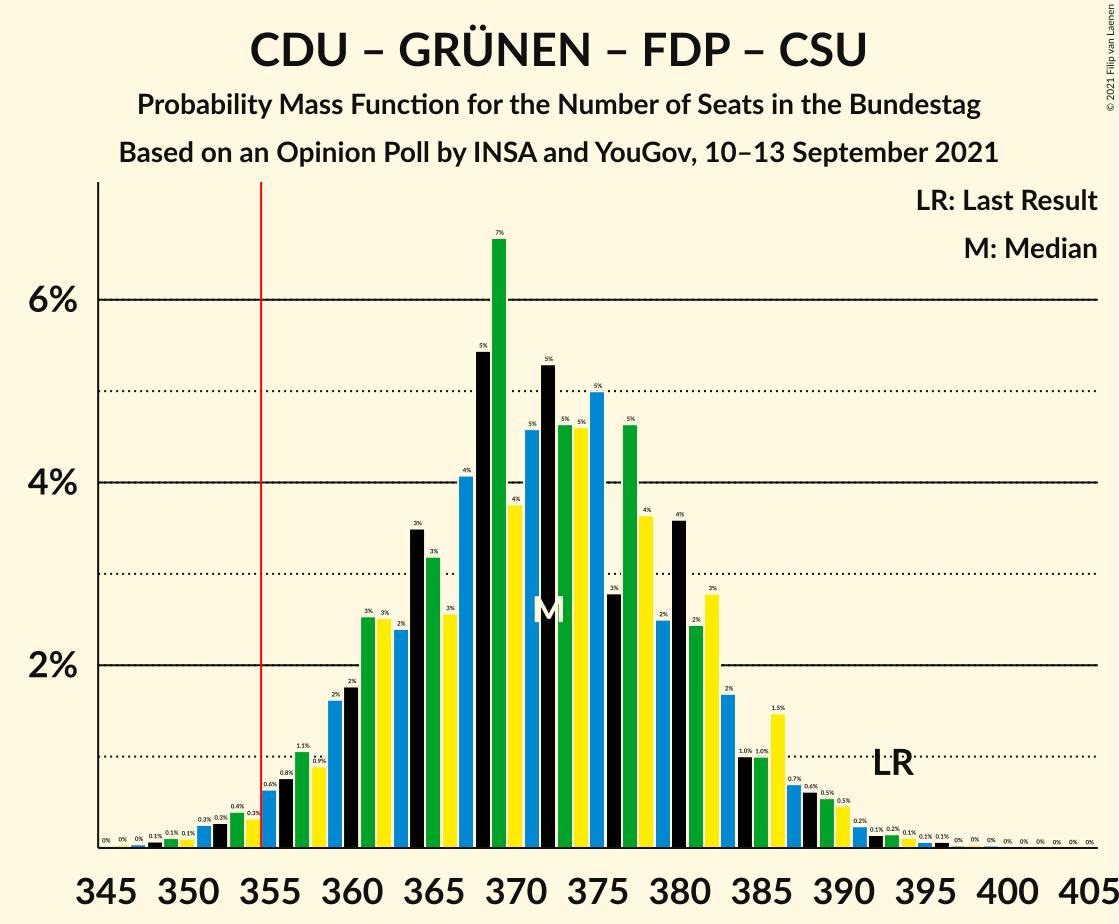 CDU – GRÜNEN – FDP – CSU
Probability Mass Function for the Number of Seats in the Bundestag
Based on an Opinion Poll by INSA and YouGov, 10–13 September 2021
© 2021 Filip van Laenen
LR: Last Result
M: Median
6%
4%
2%
0% 0% 0% 0.1% 0.1% 0.1% 0.3% 0.3% 0.4% 0.3% 0.6% 0.8% 1.1% 0.9% 2% 2% 3% 3% 2% 3% 3% 3% 4% 5% 7% 4% 5% 5% 5% 5% 5% 3% 5% 4% 2% 4% 2% 3% 2% 1.0% 1.0% 1.5% 0.7% 0.6% 0.5% 0.5% 0.2% 0.1% 0.2% 0.1% 0.1% 0.1% 0% 0% 0% 0% 0% 0% 0% 0% 0%
M
LR
345 350 355 360 365 370 375 380 385 390 395 400 405